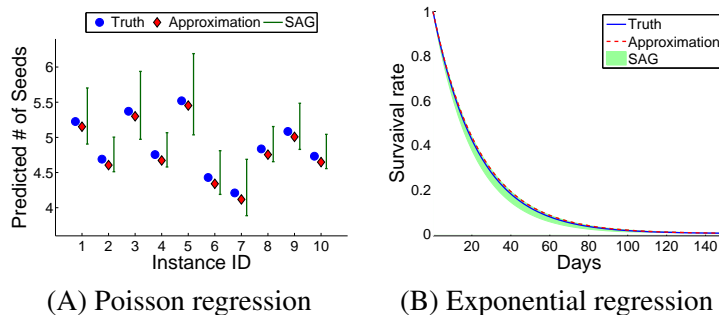 Truth Approximation SAG
Predicted # of Seeds
6
5.5
5
4.5
4
1 2 3 4 5 6 7 8 9 10
Instance ID
(A) Poisson regression
Truth
Approximation
SAG
Survaival rate
1
0.8
0.6
0.4
0.2
0
20 40 60 80 100 120 140
Days
(B) Exponential regression